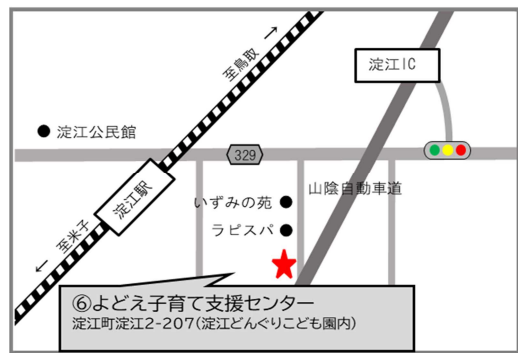 至鳥取 →
淀江IC
淀江公民館
329
淀江駅
山陰自動車道
いずみの苑
ラピスパ
← 至米子
⑥よどえ子育て支援センター
淀江町淀江2-207(淀江どんぐりこども園内)